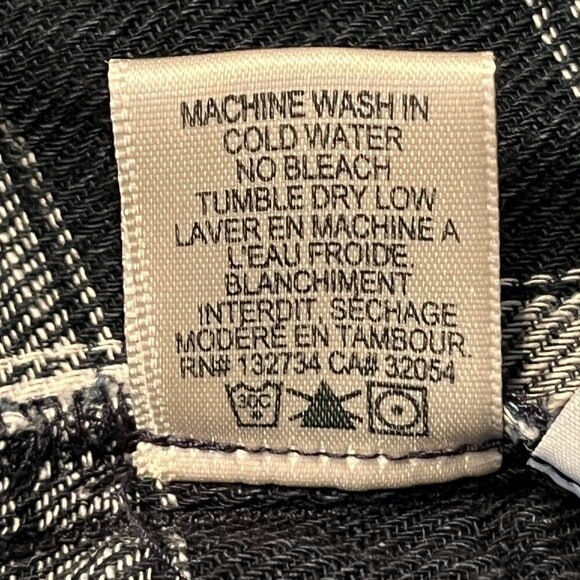 MACHINE WASH IN
COLD WATER
NO BLEACH
TUMBLE DRY LOW
LAVER EN MACHINE A
L'EAU FROIDE.
BLANCHIMENT
INTERDIT, SÉCHAGE
MODÉRÉ EN TAMBOUR.
RN# 132734 CA# 32054
30C